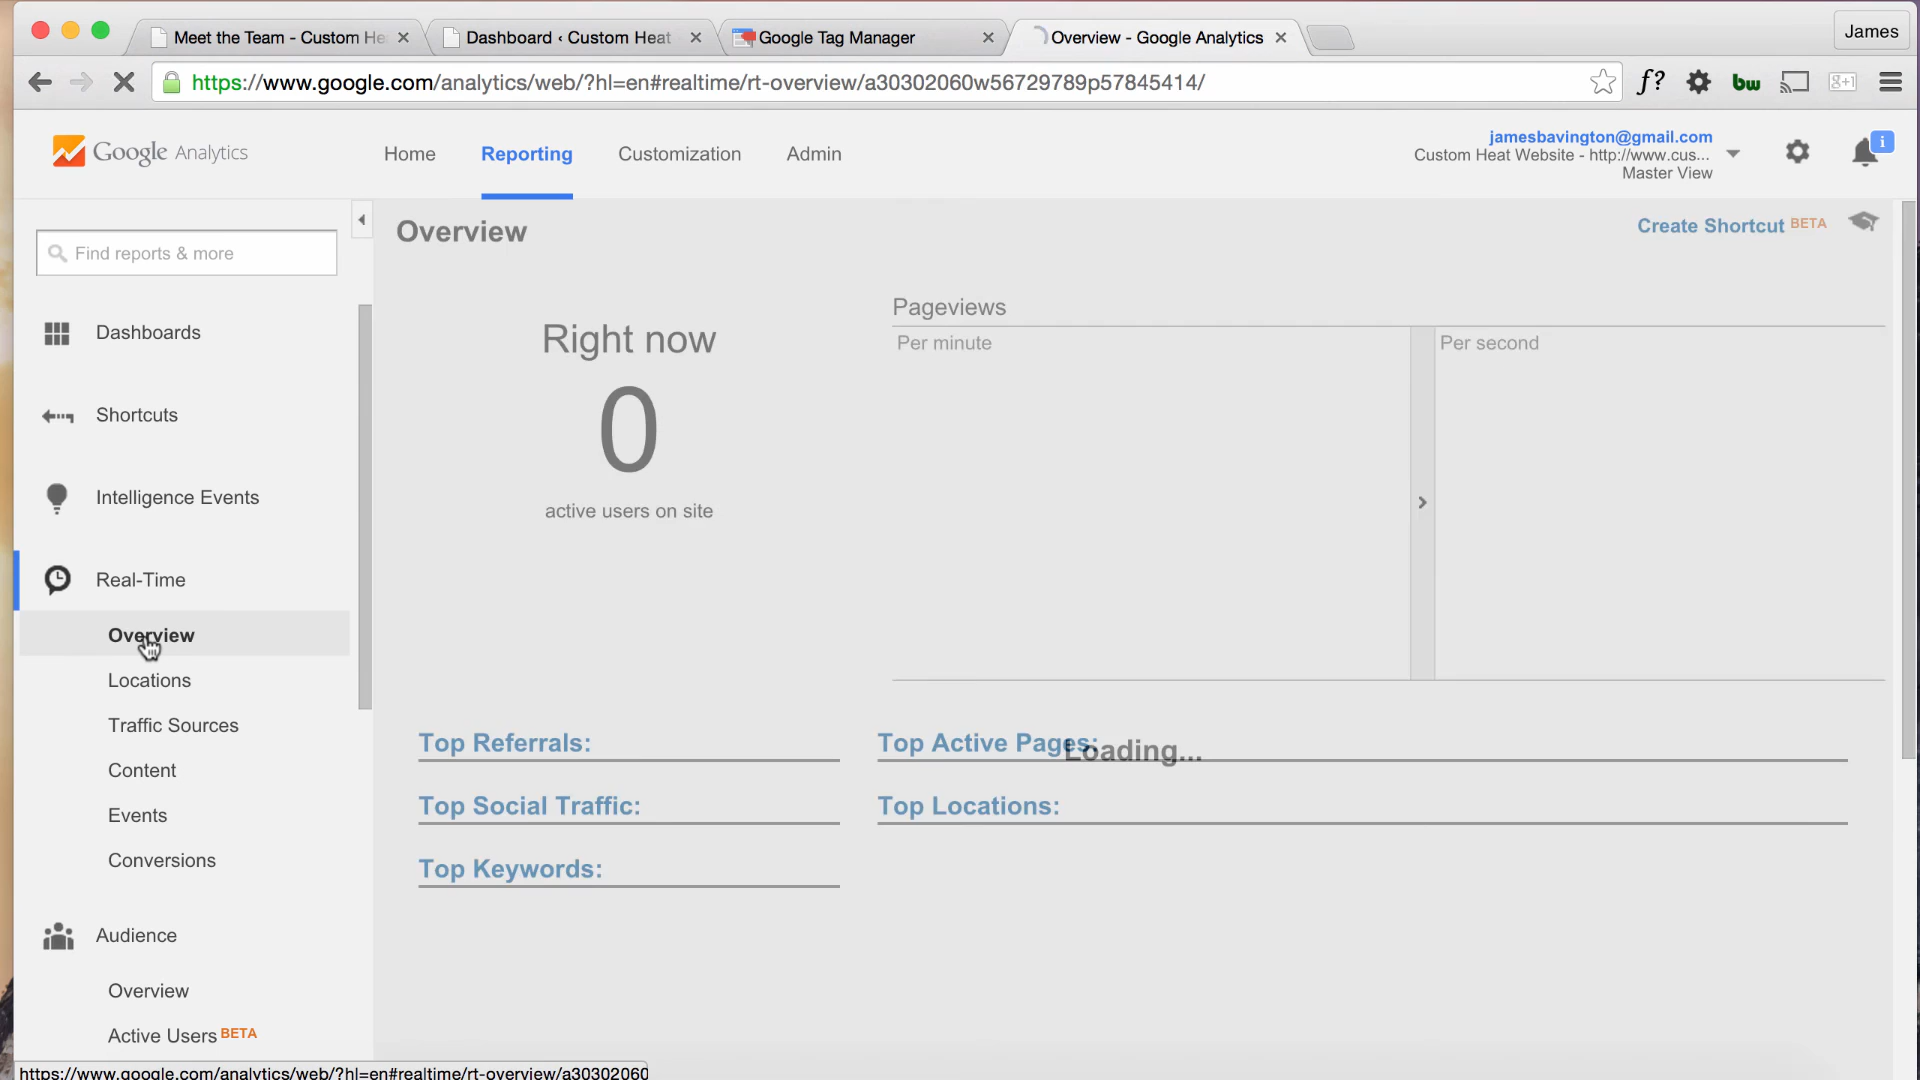 Meet the Team - Custom He
Dashboard ‹ Custom Heat
Google Tag Manager
Overview - Google Analytics
James
https://www.google.com/analytics/web/?hl=en#realtime/rt-overview/a30302060w56729789p57845414/
f?
bw
g+1
Google Analytics
Home
Reporting
Customization
Admin
jamesbavington@gmail.com
Custom Heat Website - http://www.cus...
Master View
i
Find reports & more
Overview
Create Shortcut BETA
Dashboards
Shortcuts
Intelligence Events
Real-Time
Overview
Locations
Traffic Sources
Content
Events
Conversions
Audience
Overview
Active Users BETA
Right now
0
active users on site
Pageviews
Per minute
Per second
Top Referrals:
Top Active Pages:
Loading...
Top Social Traffic:
Top Locations:
Top Keywords:
https://www.google.com/analytics/web/?hl=en#realtime/rt-overview/a30302060